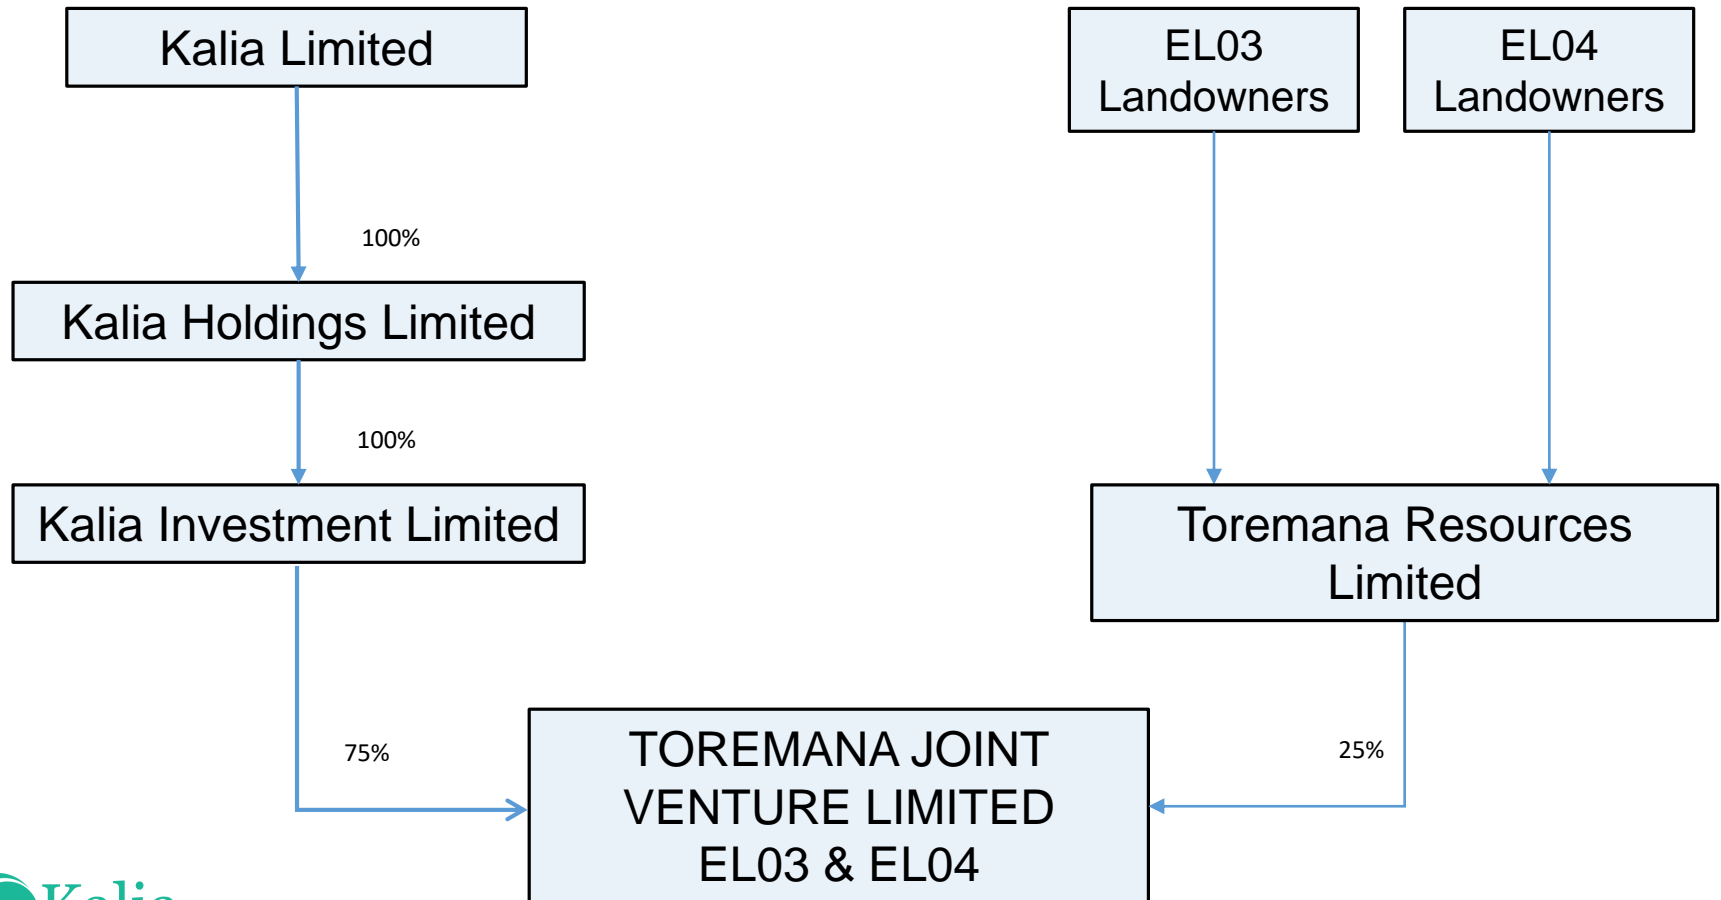 Kalia Limited
EL03
Landowners
EL04
Landowners
100%
Kalia Holdings Limited
100%
Kalia Investment Limited
Toremana Resources
Limited
75%
TOREMANA JOINT
VENTURE LIMITED
EL03 & EL04
25%
Kalia